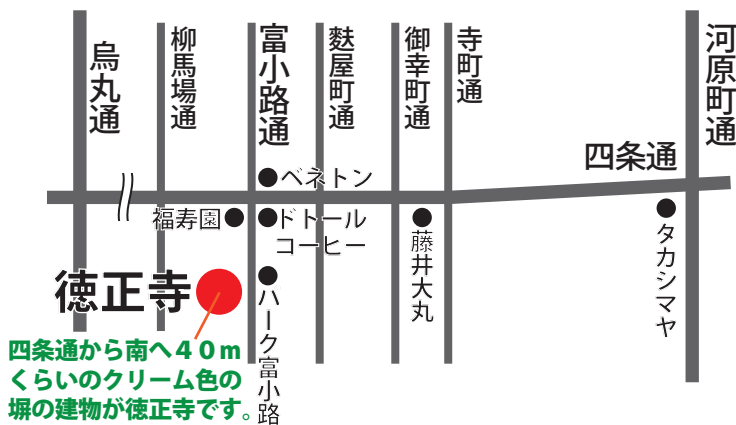 烏丸通
柳馬場通
富小路通
麩屋町通
御幸町通
寺町通
河原町通
四条通
ベネトン
福寿園
ドトール
コーヒー
藤井大丸
タカシマヤ
徳正寺
ハーク富小路
四条通から南へ４０ｍ
くらいのクリーム色の
塀の建物が徳正寺です。